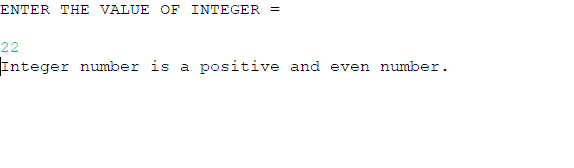 ENTER THE VALUE OF INTEGER =
22
Integer number is a positive and even number.